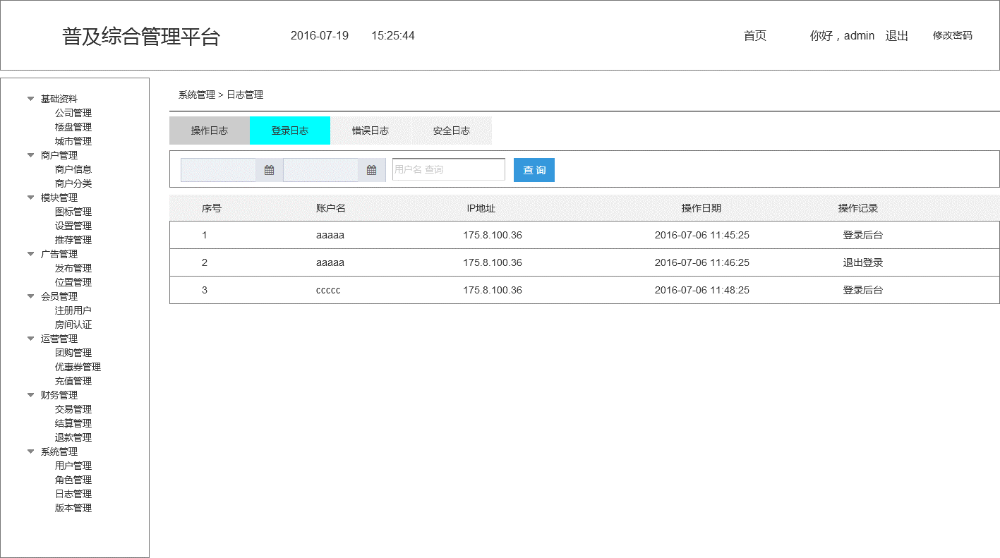 普及综合管理平台 2016-07-19 15:25:44 首页 你好，admin 退出 修改密码
基础资料
公司管理
楼盘管理
城市管理
商户管理
商户信息
商户分类
模块管理
图标管理
设置管理
推荐管理
广告管理
发布管理
位置管理
会员管理
注册用户
房间认证
运营管理
团购管理
优惠券管理
充值管理
财务管理
交易管理
结算管理
退款管理
系统管理
用户管理
角色管理
日志管理
版本管理
系统管理 > 日志管理
操作日志 登录日志 错误日志 安全日志
用户名 查询 查 询
序号 账户名 IP地址 操作日期 操作记录
1 aaaaa 175.8.100.36 2016-07-06 11:45:25 登录后台
2 aaaaa 175.8.100.36 2016-07-06 11:46:25 退出登录
3 ccccc 175.8.100.36 2016-07-06 11:48:25 登录后台